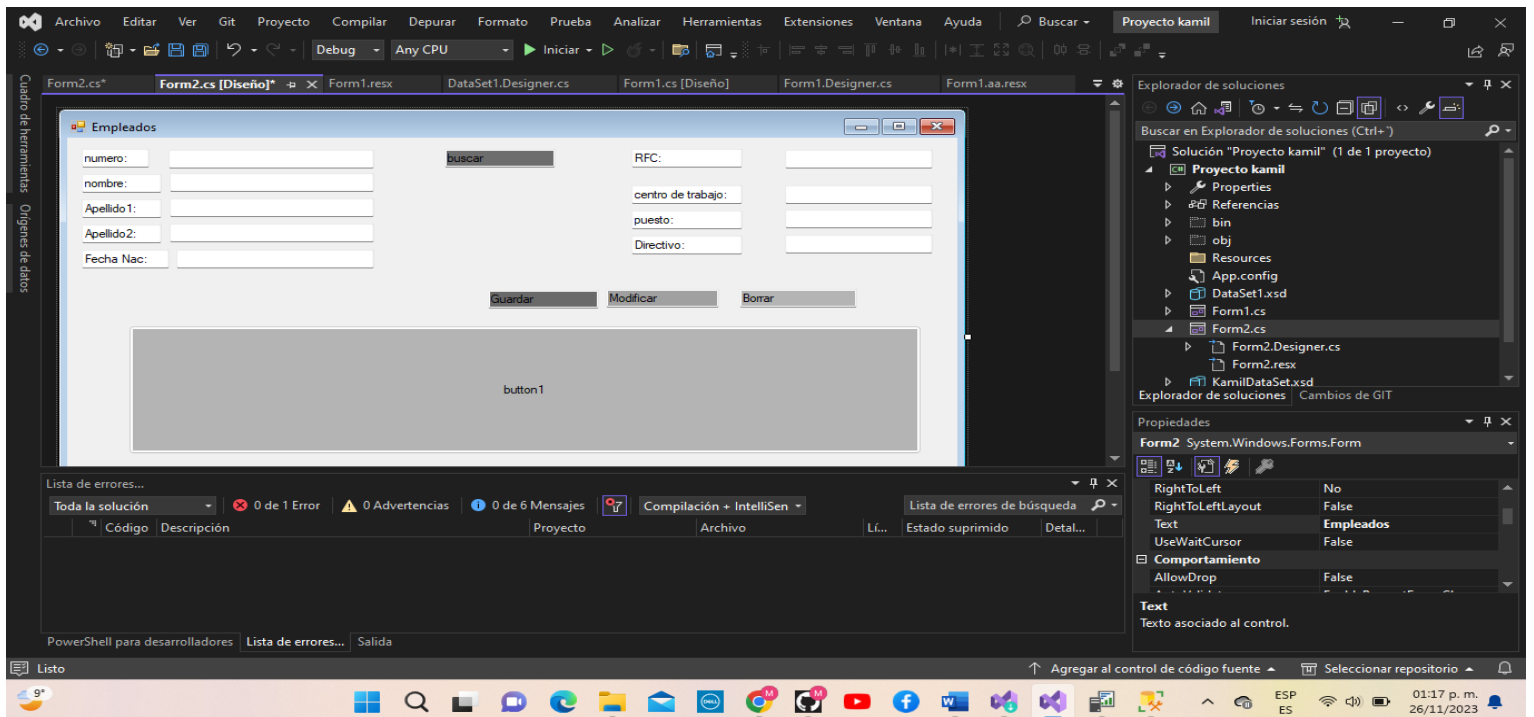 Archivo Editar Ver Git Proyecto Compilar Depurar Formato Prueba Analizar Herramientas Extensiones Ventana Ayuda Buscar Proyecto kamil Iniciar sesión
Debug Any CPU Iniciar
Form2.cs* Form2.cs [Diseño]* Form1.resx DataSet1.Designer.cs Form1.cs [Diseño] Form1.Designer.cs Form1.aa.resx
Cuadro de herramientas
Orígenes de datos
Empleados
numero: buscar RFC:
nombre: centro de trabajo:
Apellido1: puesto:
Apellido2: Directivo:
Fecha Nac:
Guardar Modificar Borrar
button1
Explorador de soluciones
Buscar en Explorador de soluciones (Ctrl+´)
Solución "Proyecto kamil" (1 de 1 proyecto)
C# Proyecto kamil
Properties
Referencias
bin
obj
Resources
App.config
DataSet1.xsd
Form1.cs
Form2.cs
Form2.Designer.cs
Form2.resx
KamilDataSet.xsd
Explorador de soluciones Cambios de GIT
Propiedades
Form2 System.Windows.Forms.Form
RightToLeft No
RightToLeftLayout False
Text Empleados
UseWaitCursor False
Comportamiento
AllowDrop False
Text
Texto asociado al control.
Lista de errores...
Toda la solución 0 de 1 Error 0 Advertencias 0 de 6 Mensajes Compilación + IntelliSen Lista de errores de búsqueda
Código Descripción Proyecto Archivo Lí... Estado suprimido Detal...
PowerShell para desarrolladores Lista de errores... Salida
Listo Agregar al control de código fuente Seleccionar repositorio
9° ESP 01:17 p. m.
ES 26/11/2023